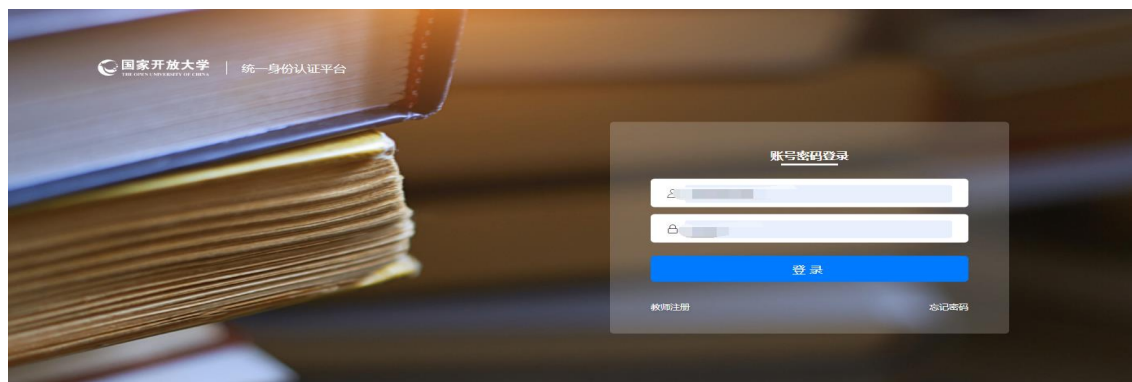 国家开放大学
THE OPEN UNIVERSITY OF CHINA
统一身份认证平台
账号密码登录
登 录
教师注册
忘记密码